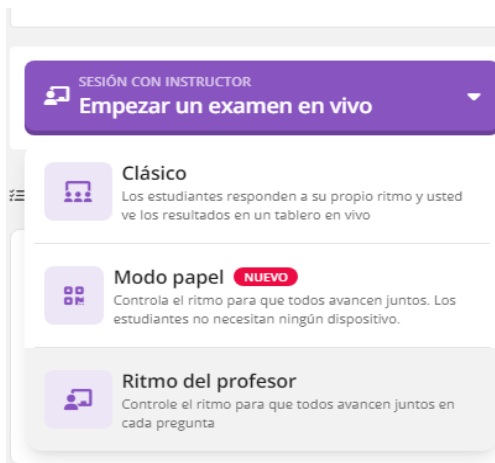 SESIÓN CON INSTRUCTOR
Empezar un examen en vivo
Clásico
Los estudiantes responden a su propio ritmo y usted
ve los resultados en un tablero en vivo
Modo papel NUEVO
Controla el ritmo para que todos avancen juntos. Los
estudiantes no necesitan ningún dispositivo.
Ritmo del profesor
Controle el ritmo para que todos avancen juntos en
cada pregunta